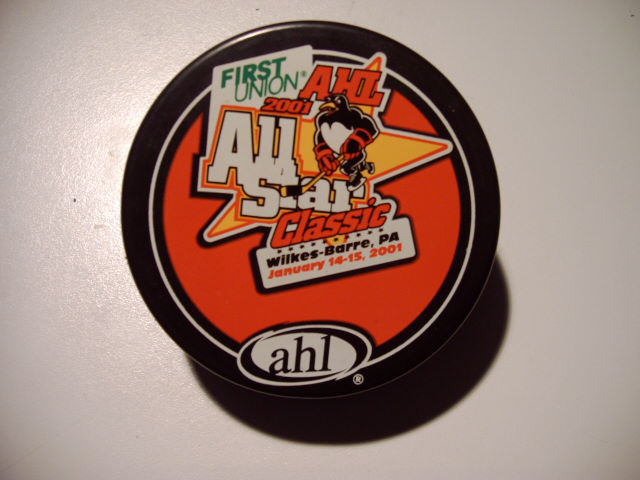 FIRST
UNION®
AHL
2001
All
Star
Classic
Wilkes-Barre, PA
January 14-15, 2001
ahl
®